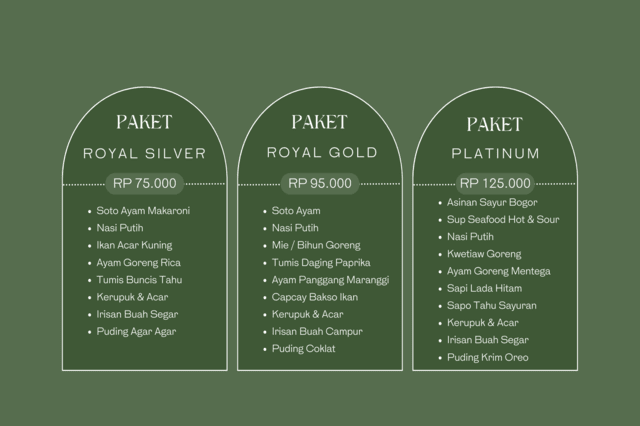 PAKET
ROYAL SILVER
RP 75.000
Soto Ayam Makaroni
Nasi Putih
Ikan Acar Kuning
Ayam Goreng Rica
Tumis Buncis Tahu
Kerupuk & Acar
Irisan Buah Segar
Puding Agar Agar
PAKET
ROYAL GOLD
RP 95.000
Soto Ayam
Nasi Putih
Mie / Bihun Goreng
Tumis Daging Paprika
Ayam Panggang Maranggi
Capcay Bakso Ikan
Kerupuk & Acar
Irisan Buah Campur
Puding Coklat
PAKET
PLATINUM
RP 125.000
Asinan Sayur Bogor
Sup Seafood Hot & Sour
Nasi Putih
Kwetiaw Goreng
Ayam Goreng Mentega
Sapi Lada Hitam
Sapo Tahu Sayuran
Kerupuk & Acar
Irisan Buah Segar
Puding Krim Oreo